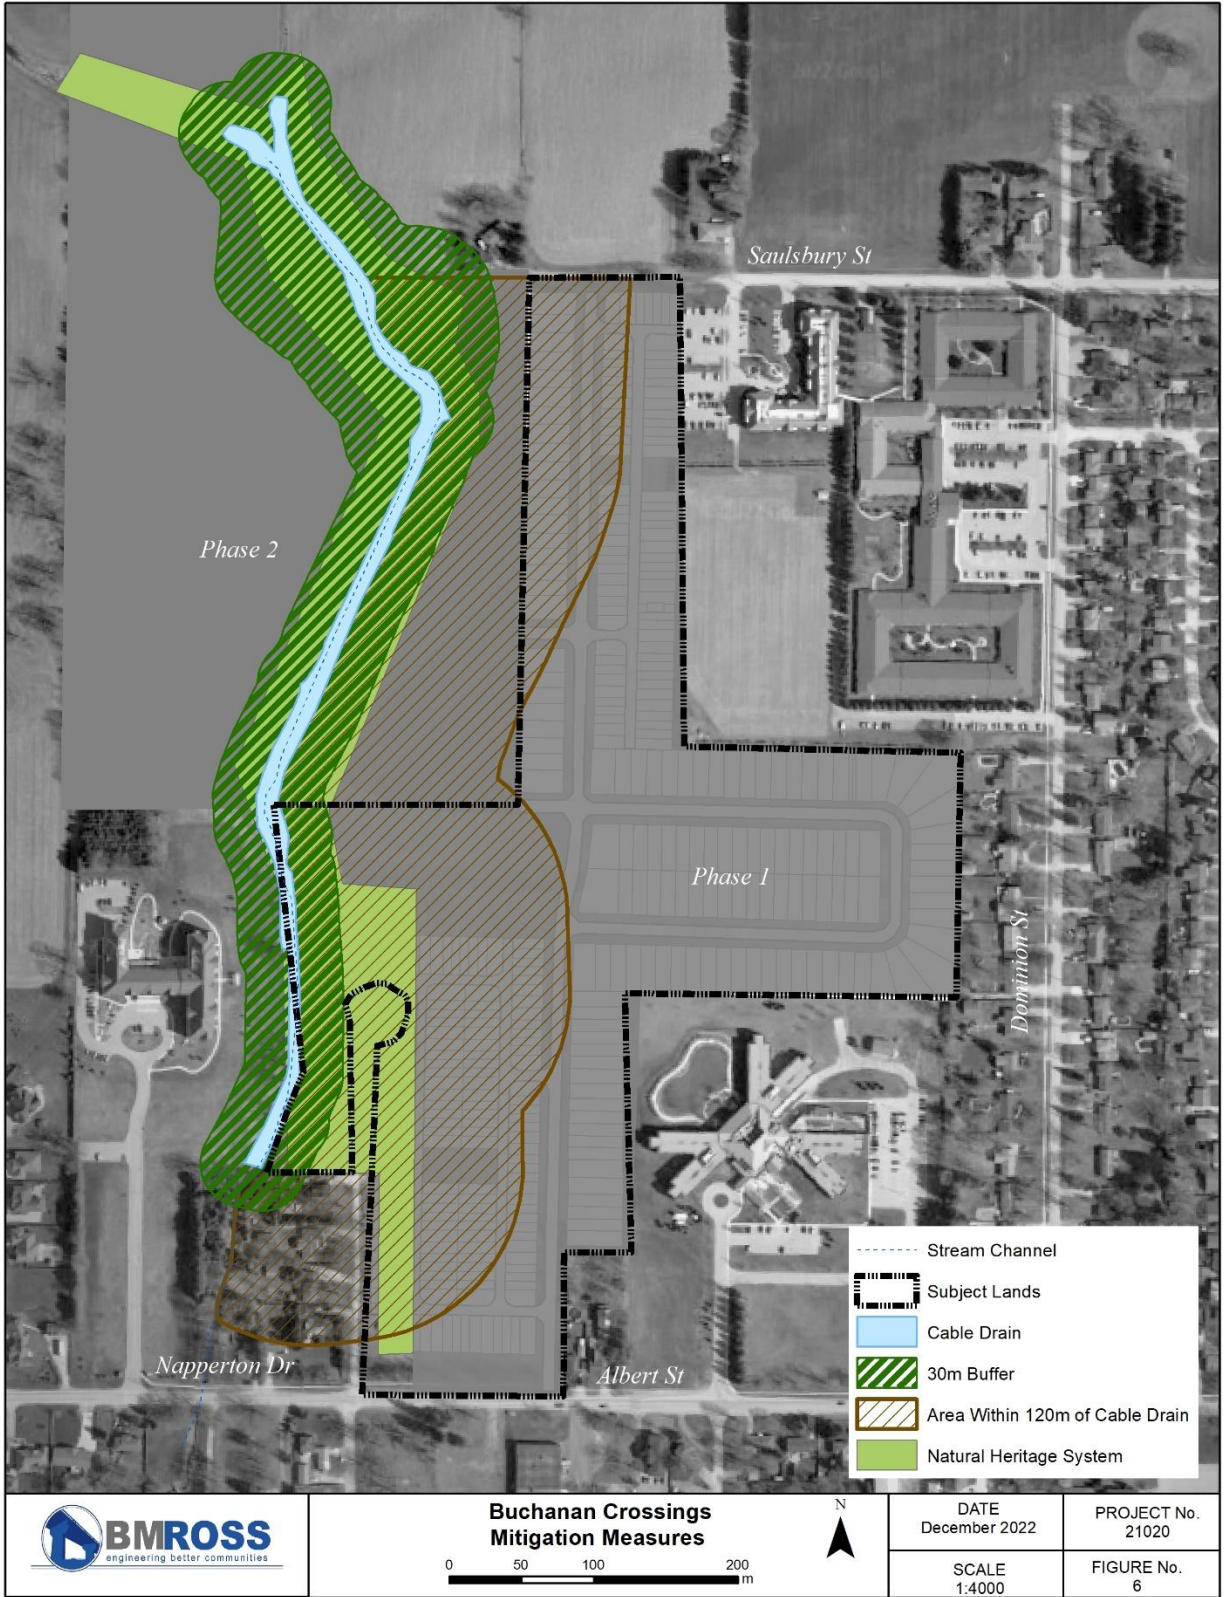 2022 Google
Saulsbury St
Phase 2
Phase 1
Dominion St
Napperton Dr
Albert St
Stream Channel
Subject Lands
Cable Drain
30m Buffer
Area Within 120m of Cable Drain
Natural Heritage System
BMROSS
engineering better communities
Buchanan Crossings
Mitigation Measures
0 50 100 200
m
N
DATE
December 2022
PROJECT No.
21020
SCALE
1:4000
FIGURE No.
6